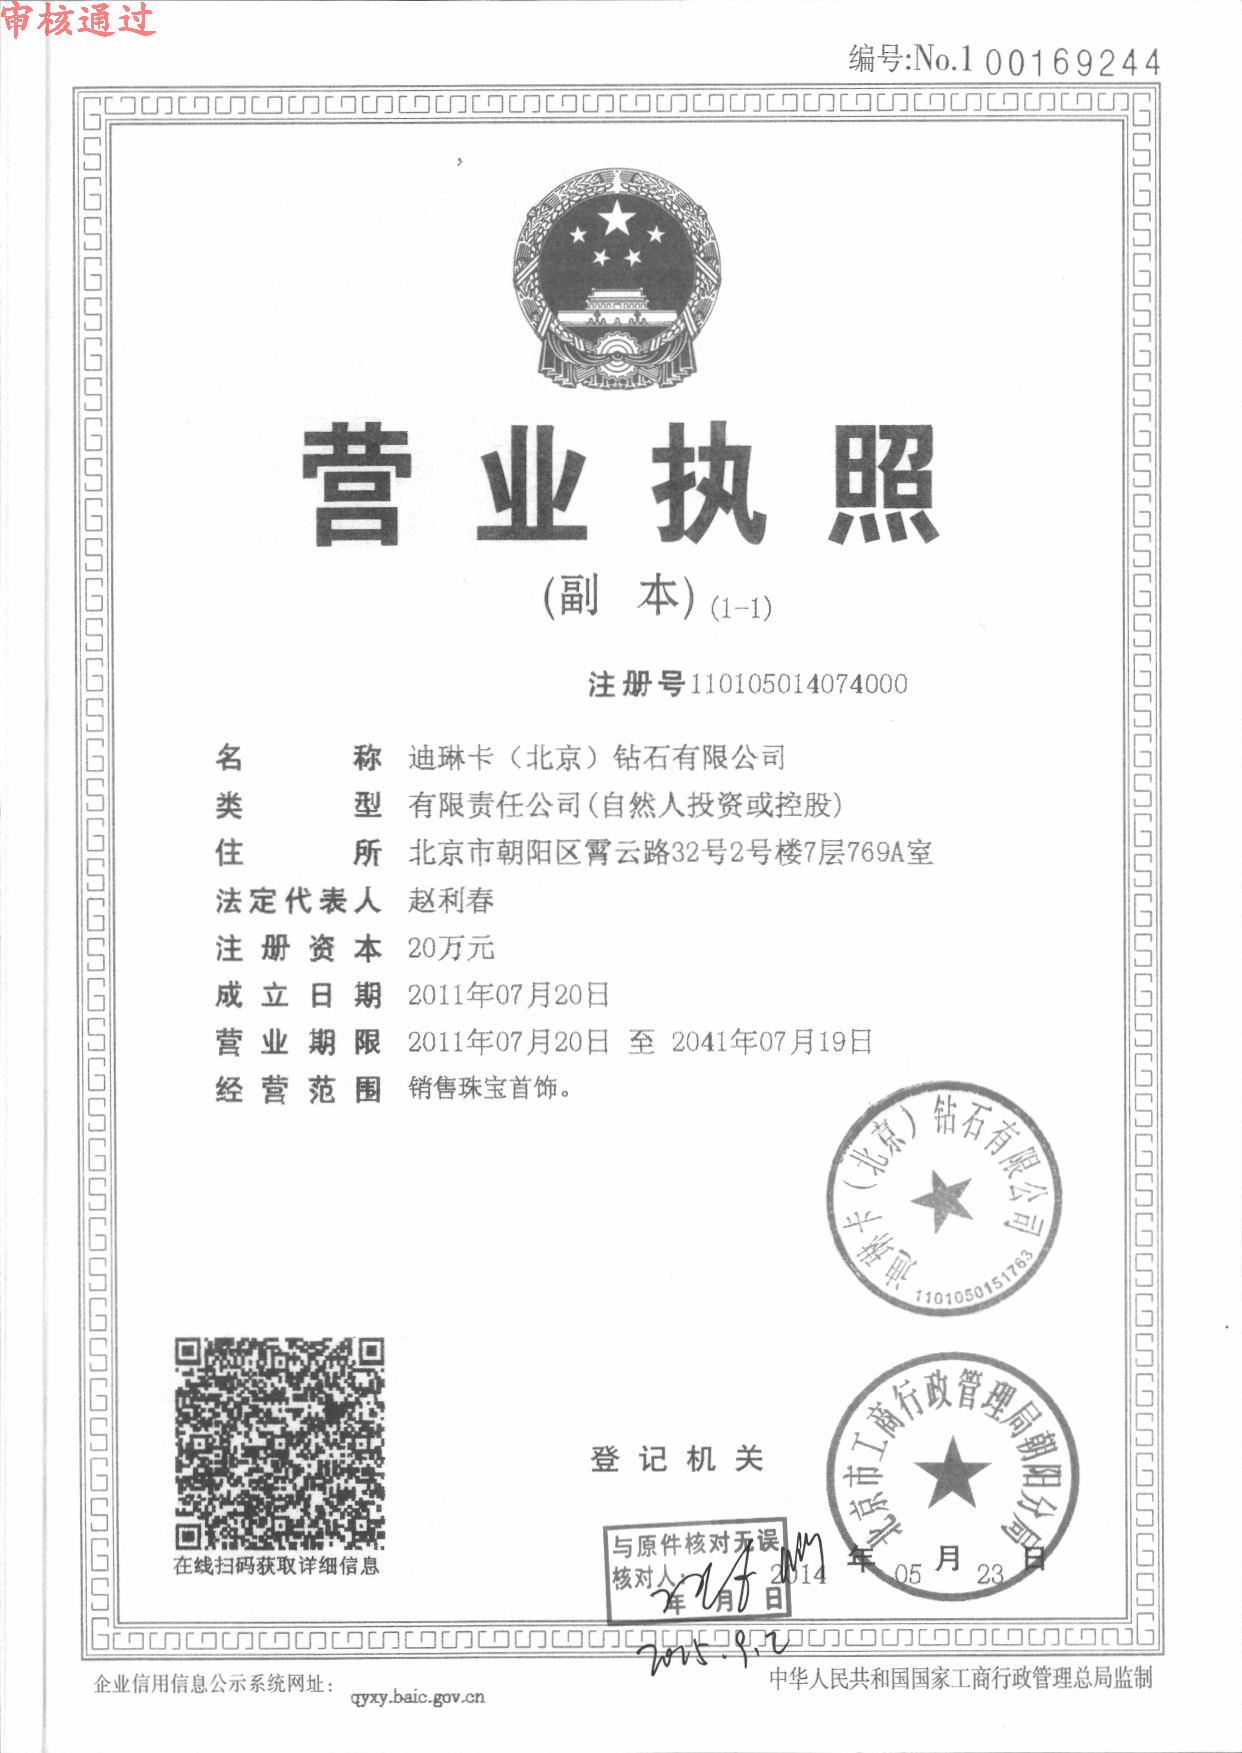 审核通过
编号:No.1 00169244
营业执照
(副 本) (1-1)
注册号110105014074000
名称 迪琳卡（北京）钻石有限公司
类型 有限责任公司(自然人投资或控股)
住所 北京市朝阳区霄云路32号2号楼7层769A室
法定代表人 赵利春
注册资本 20万元
成立日期 2011年07月20日
营业期限 2011年07月20日 至 2041年07月19日
经营范围 销售珠宝首饰。
迪琳卡（北京）钻石有限公司
1101050151763
北京市工商行政管理局朝阳分局
登记机关
2014年05月23日
与原件核对无误
核对人:
年 月 日
在线扫码获取详细信息
企业信用信息公示系统网址: qyxy.baic.gov.cn
中华人民共和国国家工商行政管理总局监制